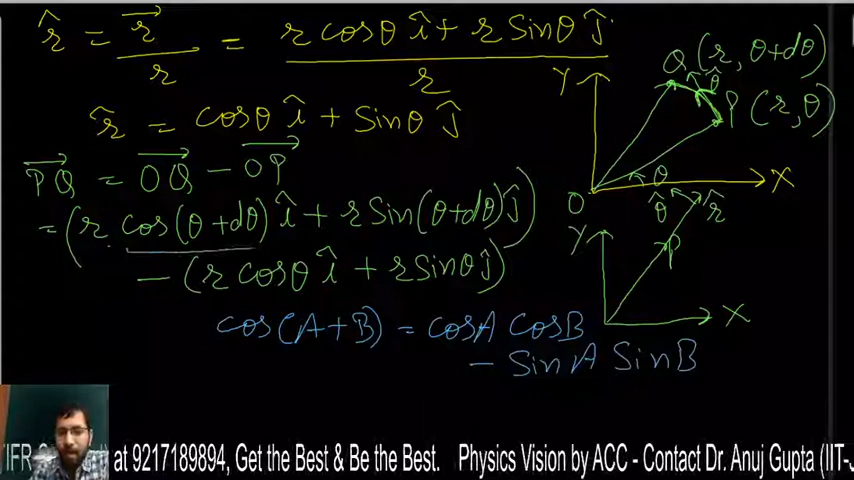 r̂ = r⃗ / r = (r cosθ î + r Sinθ ĵ) / r
r̂ = cosθ î + Sinθ ĵ
PQ⃗ = OQ⃗ − OP⃗
= (r cos(θ+dθ) î + r Sin(θ+dθ) ĵ)
− (r cosθ î + r Sinθ ĵ)
cos(A+B) = cosA CosB
− SinA SinB
Y
Q (r, θ+dθ)
θ̂
P (r, θ)
θ
O
X
Y
θ̂
r̂
P
X
at 9217189894, Get the Best & Be the Best. Physics Vision by ACC - Contact Dr. Anuj Gupta (IIT-